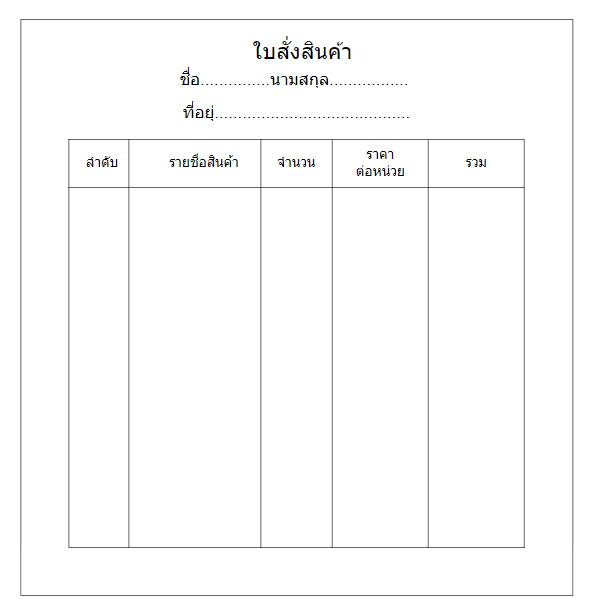 ใบสั่งสินค้า
ชื่อ...............นามสกุล.................
ที่อยู่..........................................
ลำดับ
รายชื่อสินค้า
จำนวน
ราคา
ต่อหน่วย
รวม